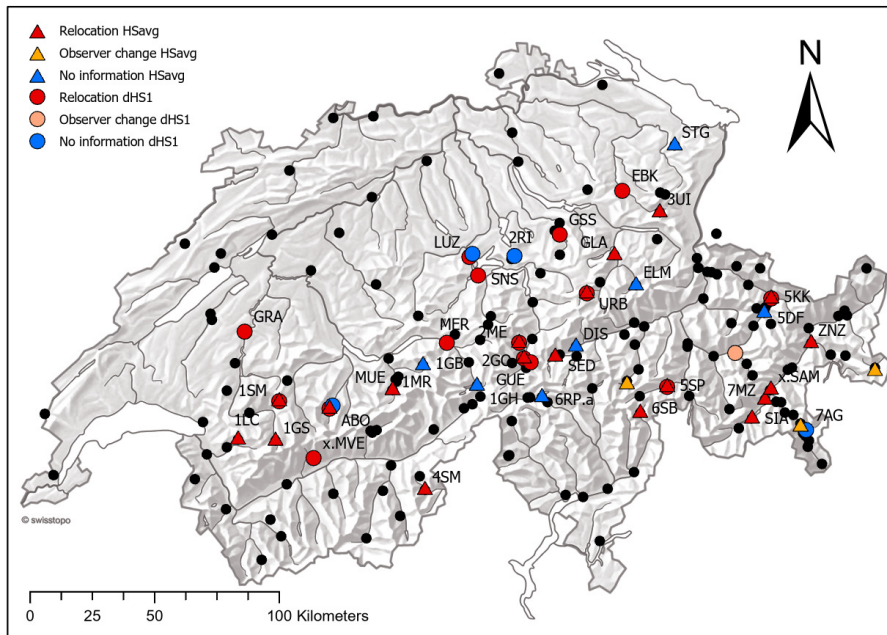 Relocation HSavg
Observer change HSavg
No information HSavg
Relocation dHS1
Observer change dHS1
No information dHS1
N
STG
EBK
3UI
GSS
LUZ
2RI
GLA
ELM
SNS
URB
5KK
5DF
GRA
MER
2ME
DIS
ZNZ
1GB
2GO
SED
MUE
1MR
GUE
x.SAM
1SM
5SP
7MZ
ABO
1GH
6RP.a
6SB
SIA
7AG
1LC
1GS
x.MVE
4SM
© swisstopo
0 25 50 100 Kilometers